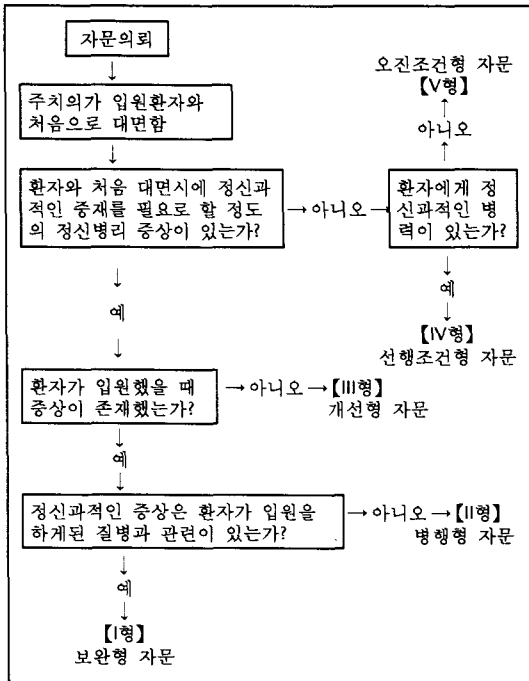 자문의뢰
↓
주치의가 입원환자와
처음으로 대면함
↓
환자와 처음 대면시에 정신과
적인 중재를 필요로 할 정도
의 정신병리 증상이 있는가?
→ 아니오 →
환자에게 정
신과적인 병
력이 있는가?
↑
아니오
↑
오진조건형 자문
【V형】
↓
예
↓
【IV형】
선행조건형 자문
↓
예
↓
환자가 입원했을 때
증상이 존재했는가?
→ 아니오 → 【III형】
개선형 자문
↓
예
↓
정신과적인 증상은 환자가 입원을
하게된 질병과 관련이 있는가?
→ 아니오 → 【II형】
병행형 자문
↓
예
↓
【I형】
보완형 자문